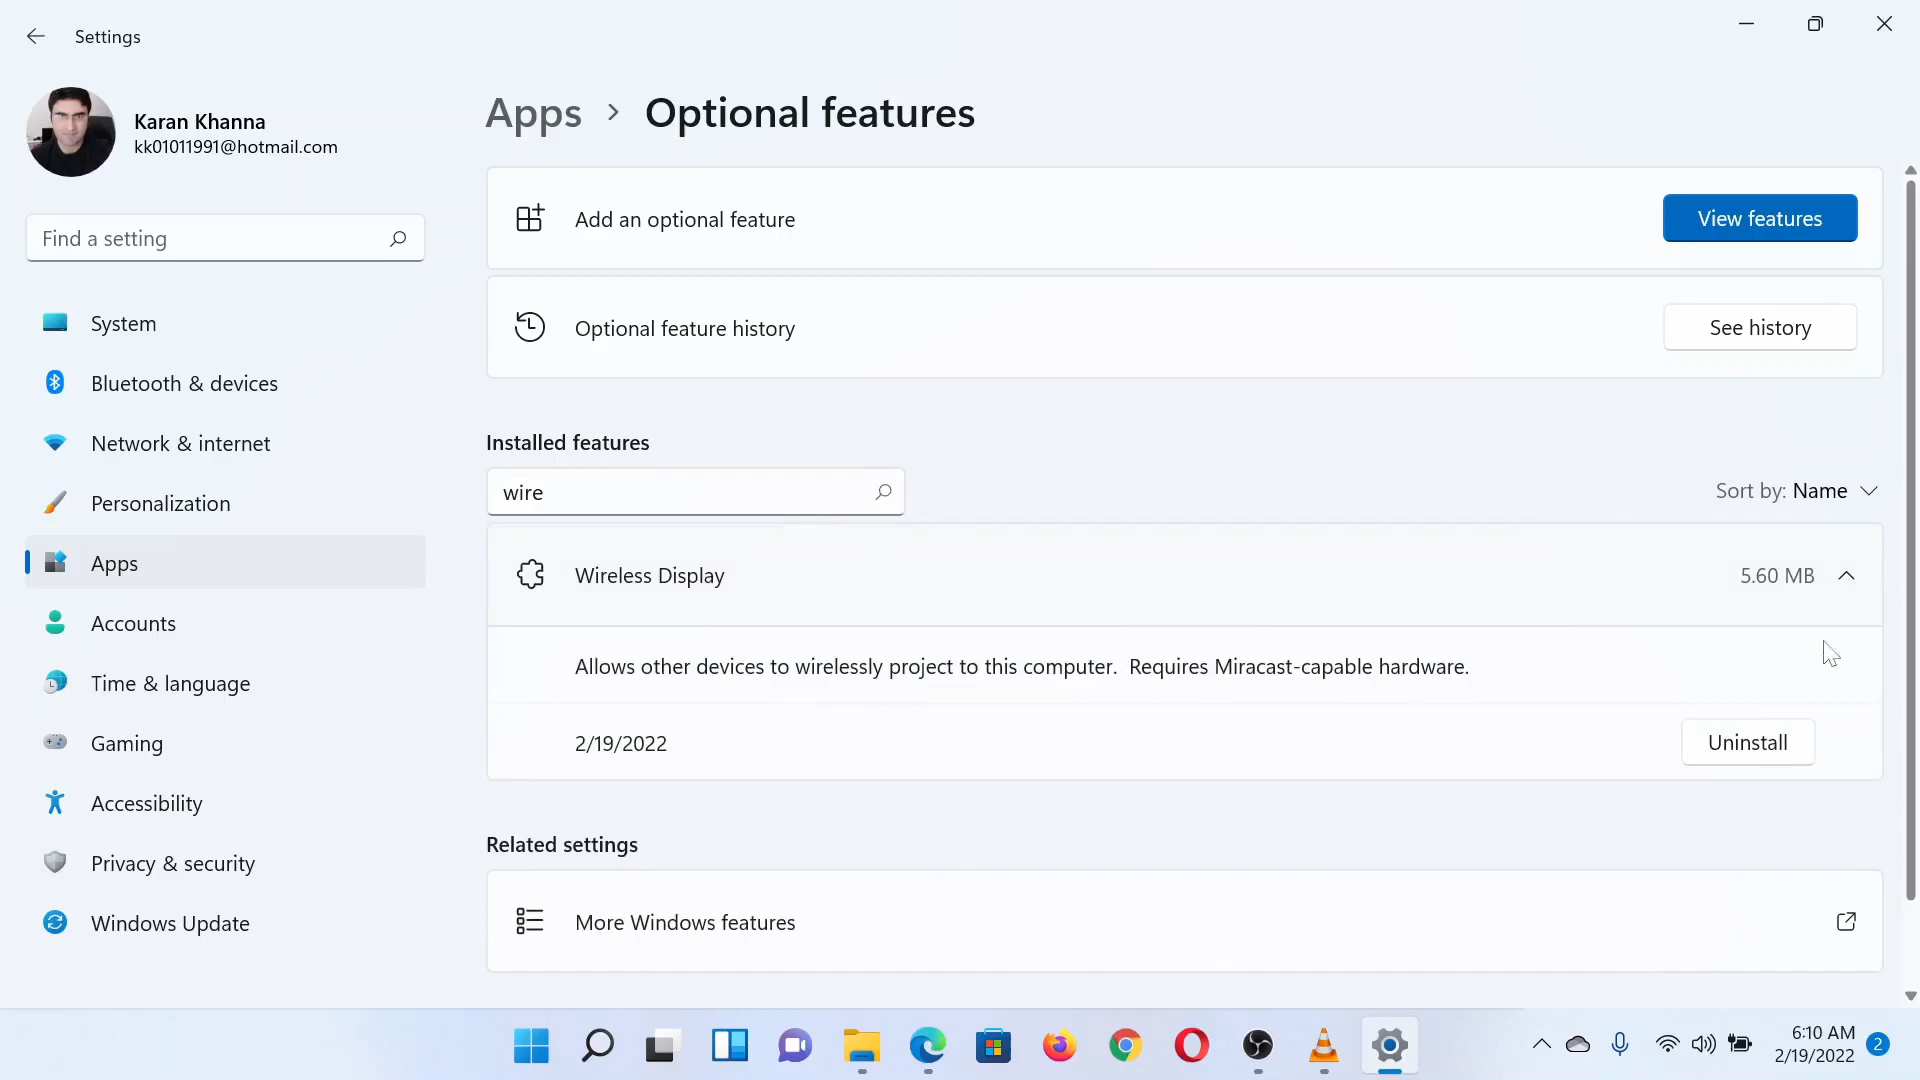 Settings
Karan Khanna
kk01011991@hotmail.com
Find a setting
System
Bluetooth & devices
Network & internet
Personalization
Apps
Accounts
Time & language
Gaming
Accessibility
Privacy & security
Windows Update
Apps > Optional features
Add an optional feature View features
Optional feature history See history
Installed features
wire
Sort by: Name
Wireless Display 5.60 MB
Allows other devices to wirelessly project to this computer.  Requires Miracast-capable hardware.
2/19/2022 Uninstall
Related settings
More Windows features
6:10 AM
2/19/2022 2